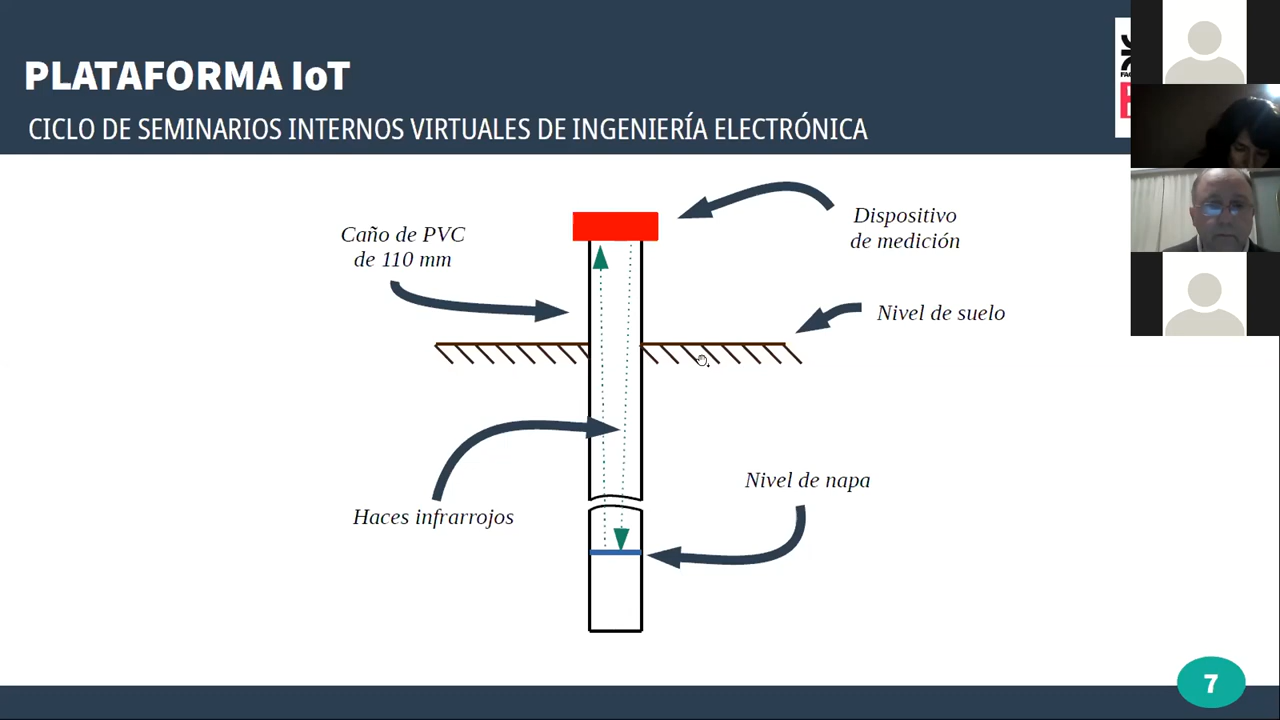 PLATAFORMA IoT
CICLO DE SEMINARIOS INTERNOS VIRTUALES DE INGENIERÍA ELECTRÓNICA
Caño de PVC
de 110 mm
Dispositivo
de medición
Nivel de suelo
Nivel de napa
Haces infrarrojos
7